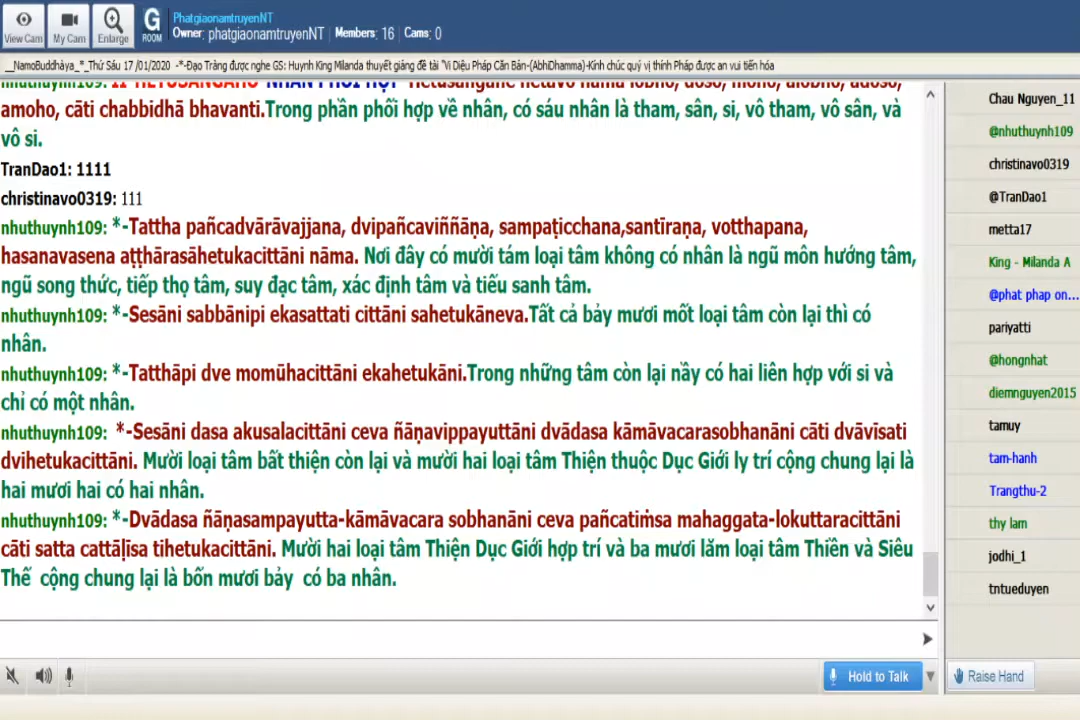 View Cam
My Cam
Enlarge
G
ROOM
PhatgiaonamtruyenNT
Owner: phatgiaonamtruyenNT | Members: 16 | Cams: 0
__NamoBuddhàya_*_Thứ Sáu 17 /01/2020 -*-Đạo Tràng được nghe GS: Huynh King Milanda thuyết giảng đề tài "Vi Diệu Pháp Căn Bản-(AbhiDhamma)-Kính chúc quý vị thính Pháp được an vui tiến hóa
amoho, cāti chabbidhā bhavanti.Trong phần phối hợp về nhân, có sáu nhân là tham, sân, si, vô tham, vô sân, và
vô si.
TranDao1: 1111
christinavo0319: 111
nhuthuynh109: *-Tattha pañcadvārāvajjana, dvipañcaviññāṇa, sampaṭicchana,santīraṇa, votthapana,
hasanavasena aṭṭhārasāhetukacittāni nāma. Nơi đây có mười tám loại tâm không có nhân là ngũ môn hướng tâm,
ngũ song thức, tiếp thọ tâm, suy đạc tâm, xác định tâm và tiếu sanh tâm.
nhuthuynh109: *-Sesāni sabbānipi ekasattati cittāni sahetukāneva.Tất cả bảy mươi mốt loại tâm còn lại thì có
nhân.
nhuthuynh109: *-Tatthāpi dve momūhacittāni ekahetukāni.Trong những tâm còn lại nầy có hai liên hợp với si và
chỉ có một nhân.
nhuthuynh109: *-Sesāni dasa akusalacittāni ceva ñāṇavippayuttāni dvādasa kāmāvacarasobhanāni cāti dvāvīsati
dvihetukacittāni. Mười loại tâm bất thiện còn lại và mười hai loại tâm Thiện thuộc Dục Giới ly trí cộng chung lại là
hai mươi hai có hai nhân.
nhuthuynh109: *-Dvādasa ñāṇasampayutta-kāmāvacara sobhanāni ceva pañcatiṁsa mahaggata-lokuttaracittāni
cāti satta cattāḷīsa tihetukacittāni. Mười hai loại tâm Thiện Dục Giới hợp trí và ba mươi lăm loại tâm Thiền và Siêu
Thế cộng chung lại là bốn mươi bảy có ba nhân.
Hold to Talk
Chau Nguyen_11
@nhuthuynh109
christinavo0319
@TranDao1
metta17
King - Milanda A
@phat phap on...
pariyatti
@hongnhat
diemnguyen2015
tamuy
tam-hanh
Trangthu-2
thy lam
jodhi_1
tntueduyen
Raise Hand